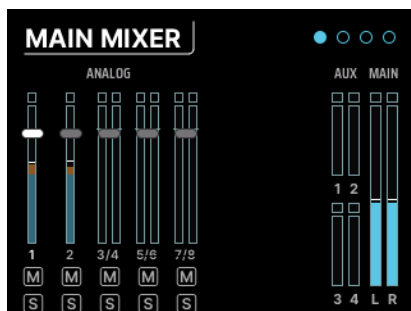 MAIN MIXER
ANALOG
AUX MAIN
1 2
1 2 3/4 5/6 7/8
M M M M M
S S S S S
3 4 L R